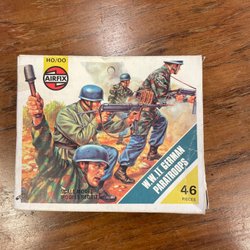 HO/OO
AIRFIX
W.W. II GERMAN
PARATROOPS
46
PIECES